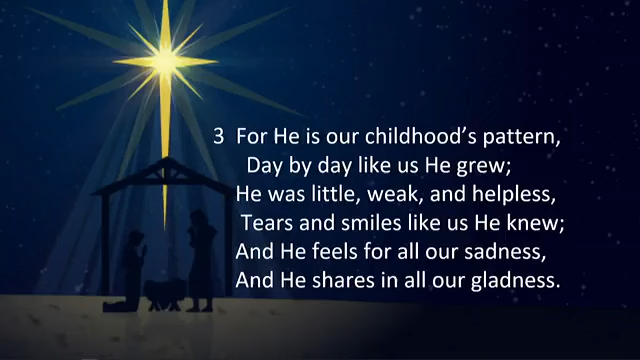 3 For He is our childhood’s pattern,
Day by day like us He grew;
He was little, weak, and helpless,
Tears and smiles like us He knew;
And He feels for all our sadness,
And He shares in all our gladness.